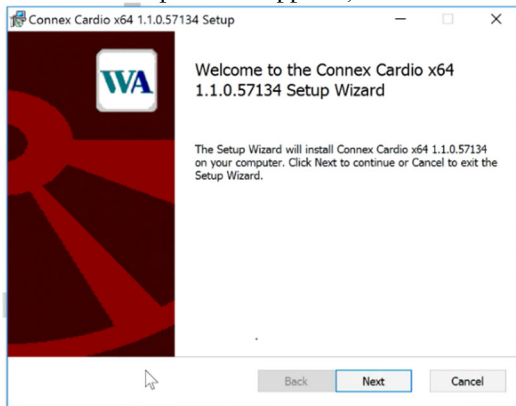 Connex Cardio x64 1.1.0.57134 Setup
WA
Welcome to the Connex Cardio x64
1.1.0.57134 Setup Wizard
The Setup Wizard will install Connex Cardio x64 1.1.0.57134
on your computer. Click Next to continue or Cancel to exit the
Setup Wizard.
Back
Next
Cancel